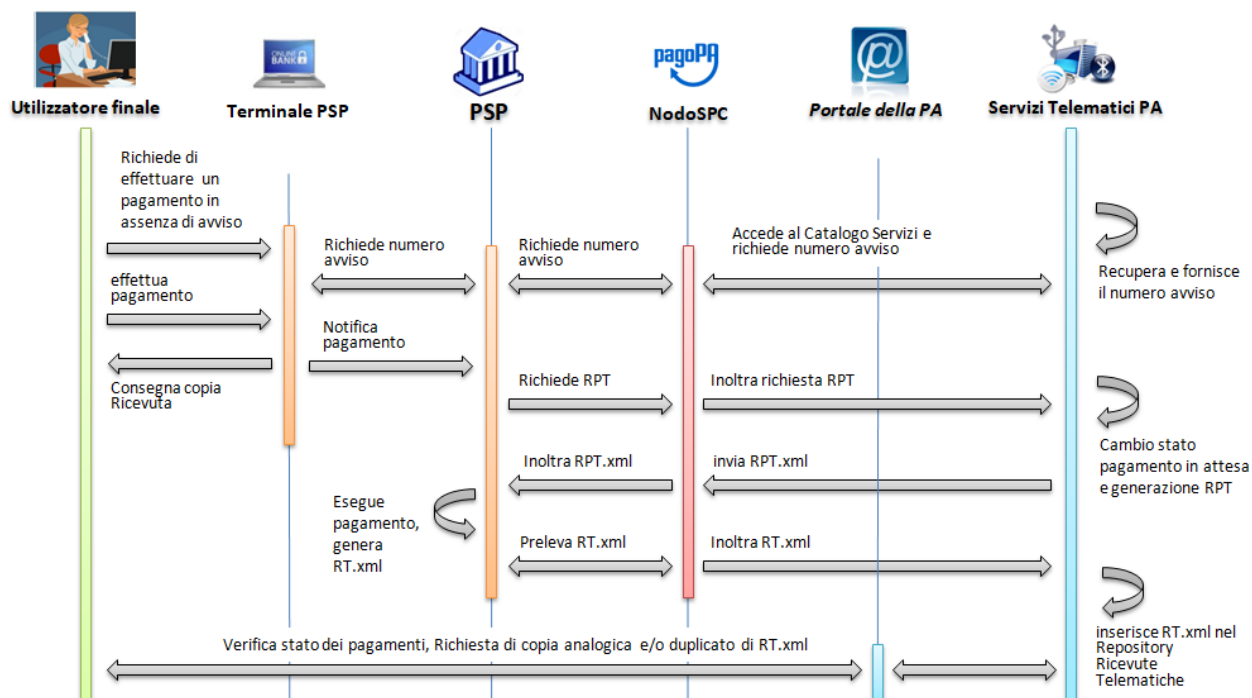 ONLINE
BANK
pagoPA
Utilizzatore finale
Terminale PSP
PSP
NodoSPC
Portale della PA
Servizi Telematici PA
Richiede di
effettuare un
pagamento in
assenza di avviso
Richiede numero
avviso
Richiede numero
avviso
Accede al Catalogo Servizi e
richiede numero avviso
Recupera e fornisce
il numero avviso
effettua
pagamento
Notifica
pagamento
Consegna copia
Ricevuta
Richiede RPT
Inoltra richiesta RPT
Cambio stato
pagamento in attesa
e generazione RPT
Inoltra RPT.xml
invia RPT.xml
Esegue
pagamento,
genera
RT.xml
Preleva RT.xml
Inoltra RT.xml
inserisce RT.xml nel
Repository
Ricevute
Telematiche
Verifica stato dei pagamenti, Richiesta di copia analogica e/o duplicato di RT.xml